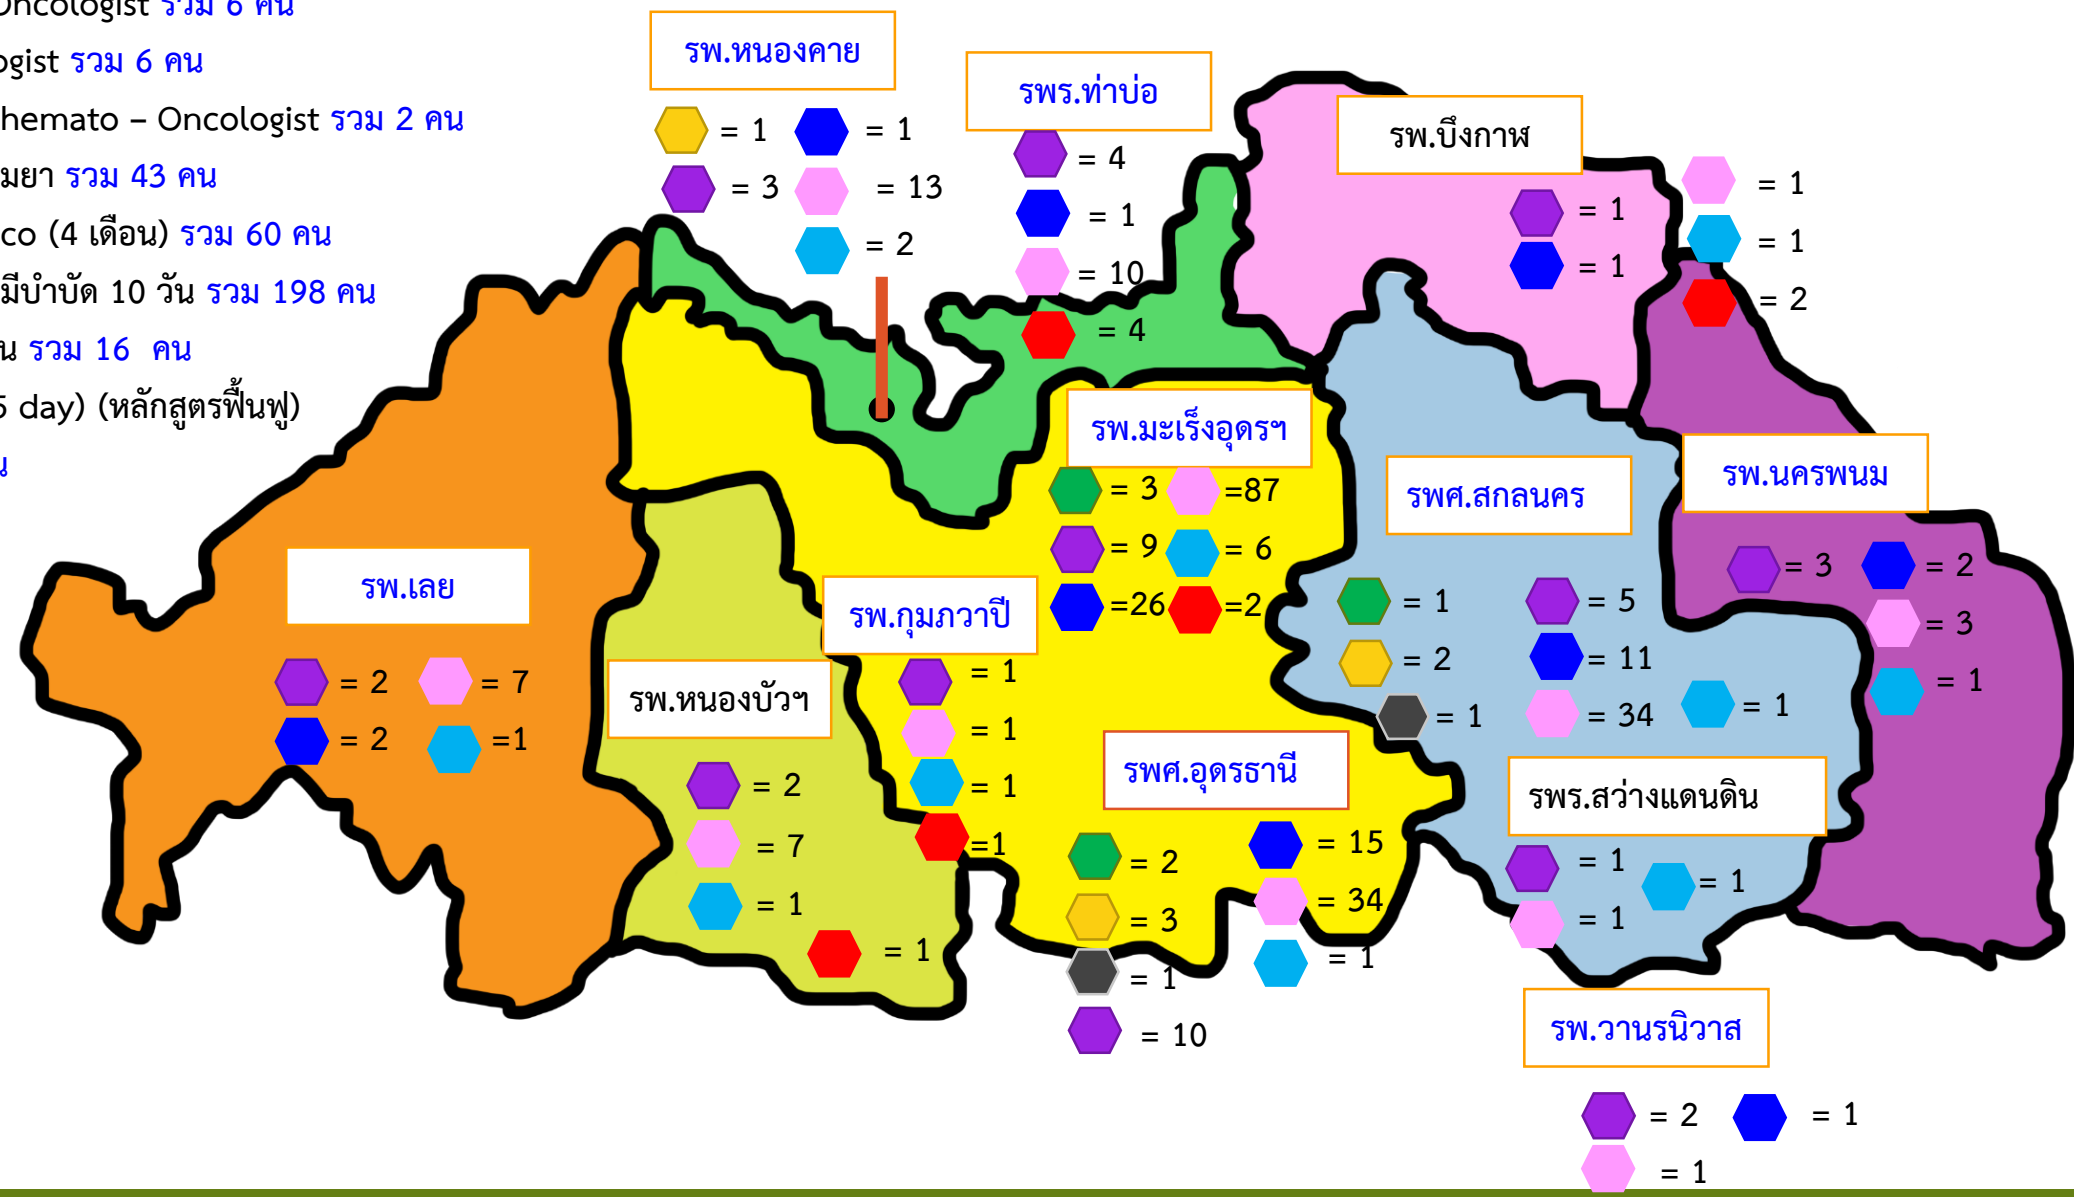 Oncologist รวม 6 คน
ogist รวม 6 คน
hemato – Oncologist รวม 2 คน
มยา รวม 43 คน
co (4 เดือน) รวม 60 คน
มีบำบัด 10 วัน รวม 198 คน
น รวม 16 คน
5 day) (หลักสูตรฟื้นฟู)
น
รพ.หนองคาย
= 1 = 1
= 3 = 13
= 2
รพร.ท่าบ่อ
= 4
= 1
= 10
= 4
รพ.บึงกาฬ
= 1
= 1
= 1
= 1
= 2
รพ.มะเร็งอุดรฯ
= 3 =87
= 9 = 6
=26 =2
รพศ.สกลนคร
= 1 = 5
= 2 = 11
= 1 = 34 = 1
รพ.นครพนม
= 3 = 2
= 3
= 1
รพ.เลย
= 2 = 7
= 2 =1
รพ.หนองบัวฯ
= 2
= 7
= 1
= 1
รพ.กุมภวาปี
= 1
= 1
= 1
=1
รพศ.อุดรธานี
= 2 = 15
= 3 = 34
= 1 = 1
= 10
รพร.สว่างแดนดิน
= 1 = 1
= 1
รพ.วานรนิวาส
= 2 = 1
= 1